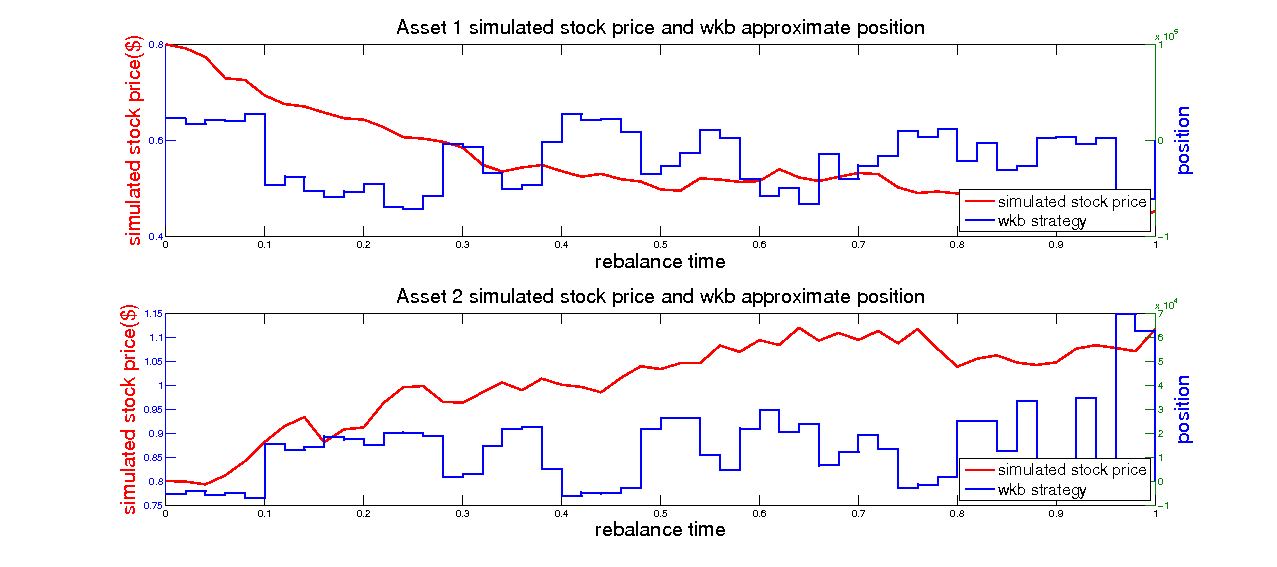 Asset 1 simulated stock price and wkb approximate position
x 10^5
simulated stock price($)
0.8
0.6
0.4
1
0
-1
position
simulated stock price
wkb strategy
0 0.1 0.2 0.3 0.4 0.5 0.6 0.7 0.8 0.9 1
rebalance time
Asset 2 simulated stock price and wkb approximate position
x 10^4
simulated stock price($)
1.15
1.1
1.05
1
0.95
0.9
0.85
0.8
0.75
7
6
5
4
3
2
1
0
-1
position
simulated stock price
wkb strategy
0 0.1 0.2 0.3 0.4 0.5 0.6 0.7 0.8 0.9 1
rebalance time